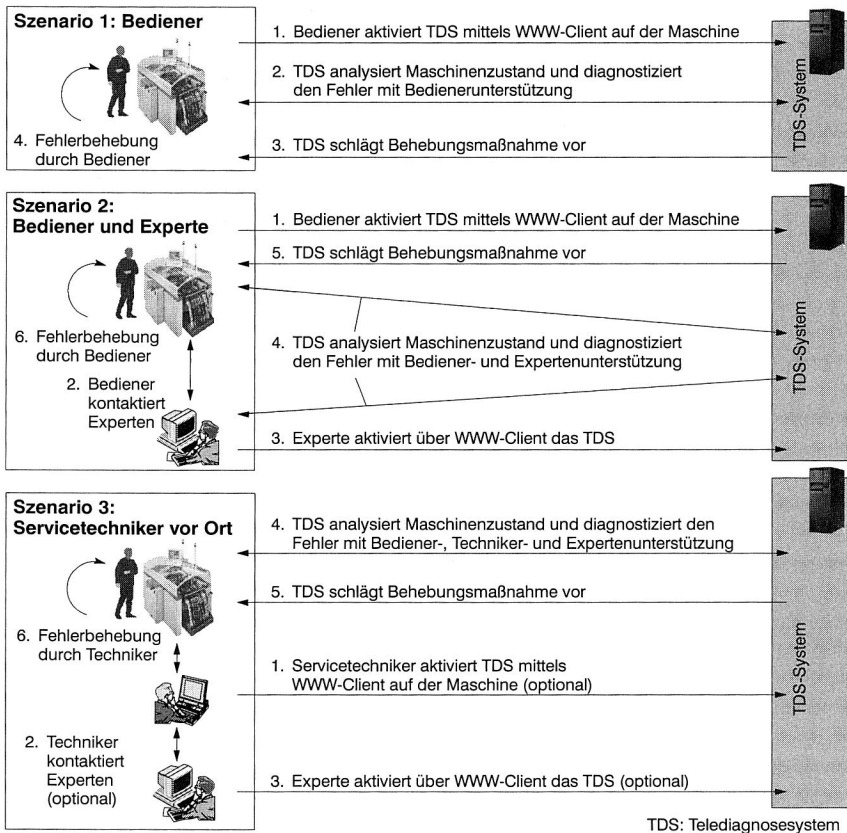 Szenario 1: Bediener
1. Bediener aktiviert TDS mittels WWW-Client auf der Maschine
2. TDS analysiert Maschinenzustand und diagnostiziert
den Fehler mit Bedienerunterstützung
3. TDS schlägt Behebungsmaßnahme vor
4. Fehlerbehebung
durch Bediener
TDS-System
Szenario 2:
Bediener und Experte
1. Bediener aktiviert TDS mittels WWW-Client auf der Maschine
5. TDS schlägt Behebungsmaßnahme vor
6. Fehlerbehebung
durch Bediener
4. TDS analysiert Maschinenzustand und diagnostiziert
den Fehler mit Bediener- und Expertenunterstützung
2. Bediener
kontaktiert
Experten
3. Experte aktiviert über WWW-Client das TDS
TDS-System
Szenario 3:
Servicetechniker vor Ort
4. TDS analysiert Maschinenzustand und diagnostiziert den
Fehler mit Bediener-, Techniker- und Expertenunterstützung
5. TDS schlägt Behebungsmaßnahme vor
6. Fehlerbehebung
durch Techniker
1. Servicetechniker aktiviert TDS mittels
WWW-Client auf der Maschine (optional)
2. Techniker
kontaktiert
Experten
(optional)
3. Experte aktiviert über WWW-Client das TDS (optional)
TDS-System
TDS: Telediagnosesystem